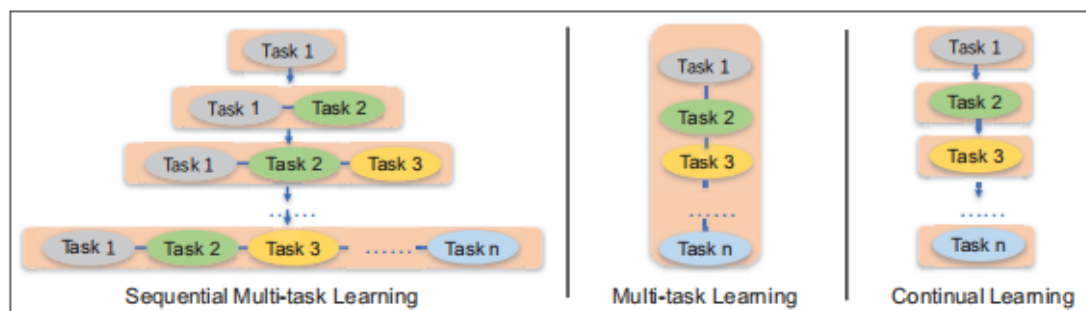 Task 1
Task 1 Task 2
Task 1 Task 2 Task 3
......
Task 1 Task 2 Task 3 ...... Task n
Sequential Multi-task Learning
Task 1
Task 2
Task 3
......
Task n
Multi-task Learning
Task 1
Task 2
Task 3
......
Task n
Continual Learning